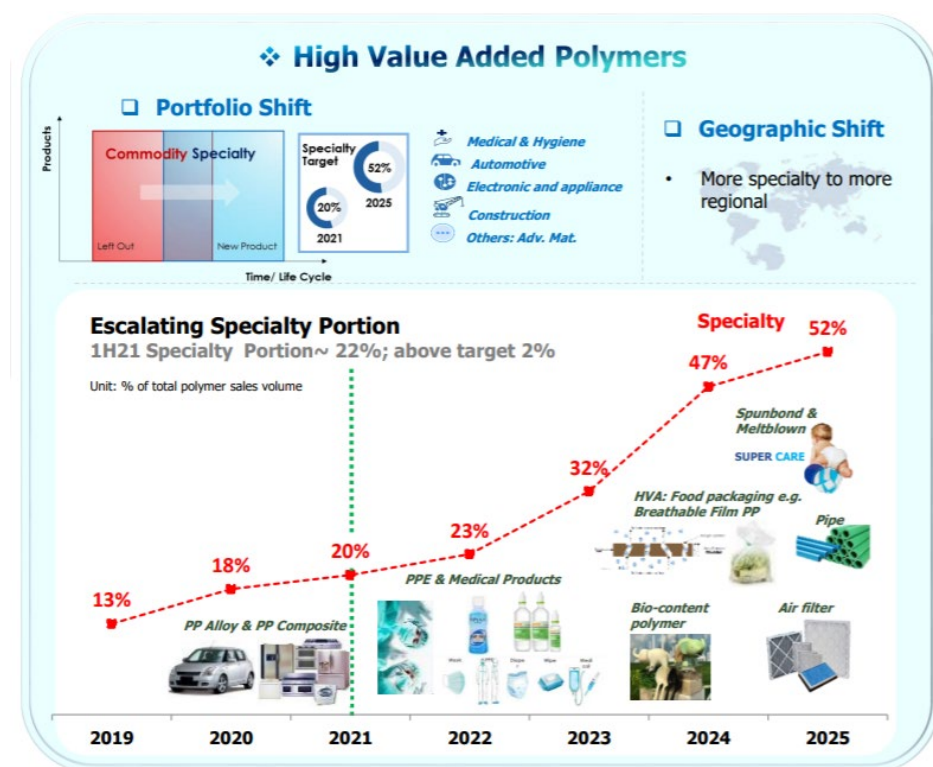 ❖ High Value Added Polymers
❑ Portfolio Shift
Products
Commodity Specialty
Left Out
New Product
Time/ Life Cycle
Specialty
Target
52%
2025
20%
2021
Medical & Hygiene
Automotive
Electronic and appliance
Construction
Others: Adv. Mat.
❑ Geographic Shift
• More specialty to more
regional
Escalating Specialty Portion
1H21 Specialty Portion~ 22%; above target 2%
Unit: % of total polymer sales volume
Specialty
13%
18%
20%
23%
32%
47%
52%
PP Alloy & PP Composite
PPE & Medical Products
Wash
Wipe
Spunbond &
Meltblown
SUPER CARE
HVA: Food packaging e.g.
Breathable Film PP
Pipe
Bio-content
polymer
Air filter
2019
2020
2021
2022
2023
2024
2025